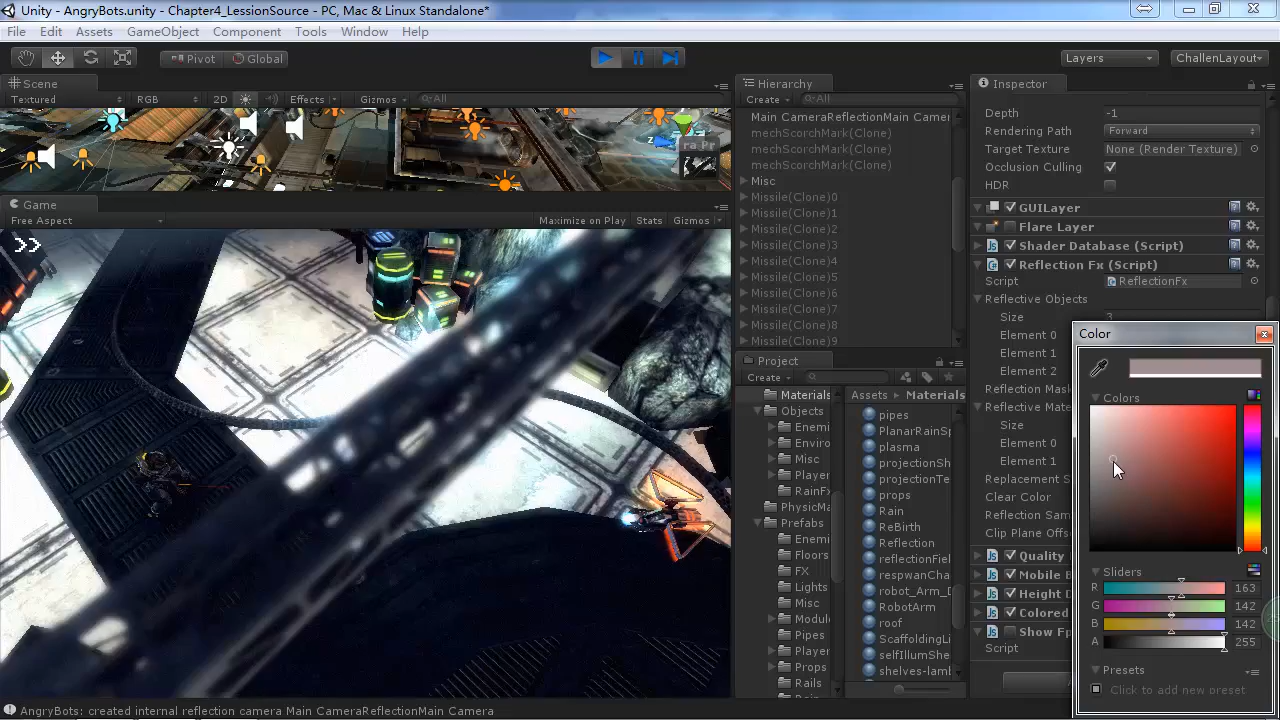 Unity - AngryBots.unity - Chapter4_LessionSource - PC, Mac & Linux Standalone*
File Edit Assets GameObject Component Tools Window Help
Pivot Global Layers ChallenLayout
Scene
Textured RGB 2D Effects Gizmos All
Game
Free Aspect Maximize on Play Stats Gizmos
>>
Hierarchy
Create All
Main CameraReflectionMain Camer
mechScorchMark(Clone)
mechScorchMark(Clone)
mechScorchMark(Clone)
Misc
Missile(Clone)0
Missile(Clone)1
Missile(Clone)2
Missile(Clone)3
Missile(Clone)4
Missile(Clone)5
Missile(Clone)6
Missile(Clone)7
Missile(Clone)8
Missile(Clone)9
Project
Create
Materials
Objects
Enemi
Enviro
Misc
Player
RainFx
PhysicMa
Prefabs
Enemi
Floors
FX
Lights
Misc
Module
Pipes
Player
Props
Rails
Assets Materials
pipes
PlanarRainSp
plasma
projectionSh
projectionTe
props
Rain
ReBirth
Reflection
reflectionFiel
respwanCha
robot_Arm_D
RobotArm
roof
ScaffoldingLi
selfIllumShe
shelves-lamb
Inspector
Depth -1
Rendering Path Forward
Target Texture None (Render Texture)
Occlusion Culling
HDR
GUILayer
Flare Layer
Shader Database (Script)
Reflection Fx (Script)
Script ReflectionFx
Reflective Objects
Size 3
Element 0
Element 1
Element 2
Reflection Mask
Reflective Mate
Size
Element 0
Element 1
Replacement S
Clear Color
Reflection Sam
Clip Plane Offs
Quality
Mobile B
Height D
Colored
Show Fp
Script
Color
Colors
Sliders
R 163
G 142
B 142
A 255
Presets
Click to add new preset
AngryBots: created internal reflection camera Main CameraReflectionMain Camera